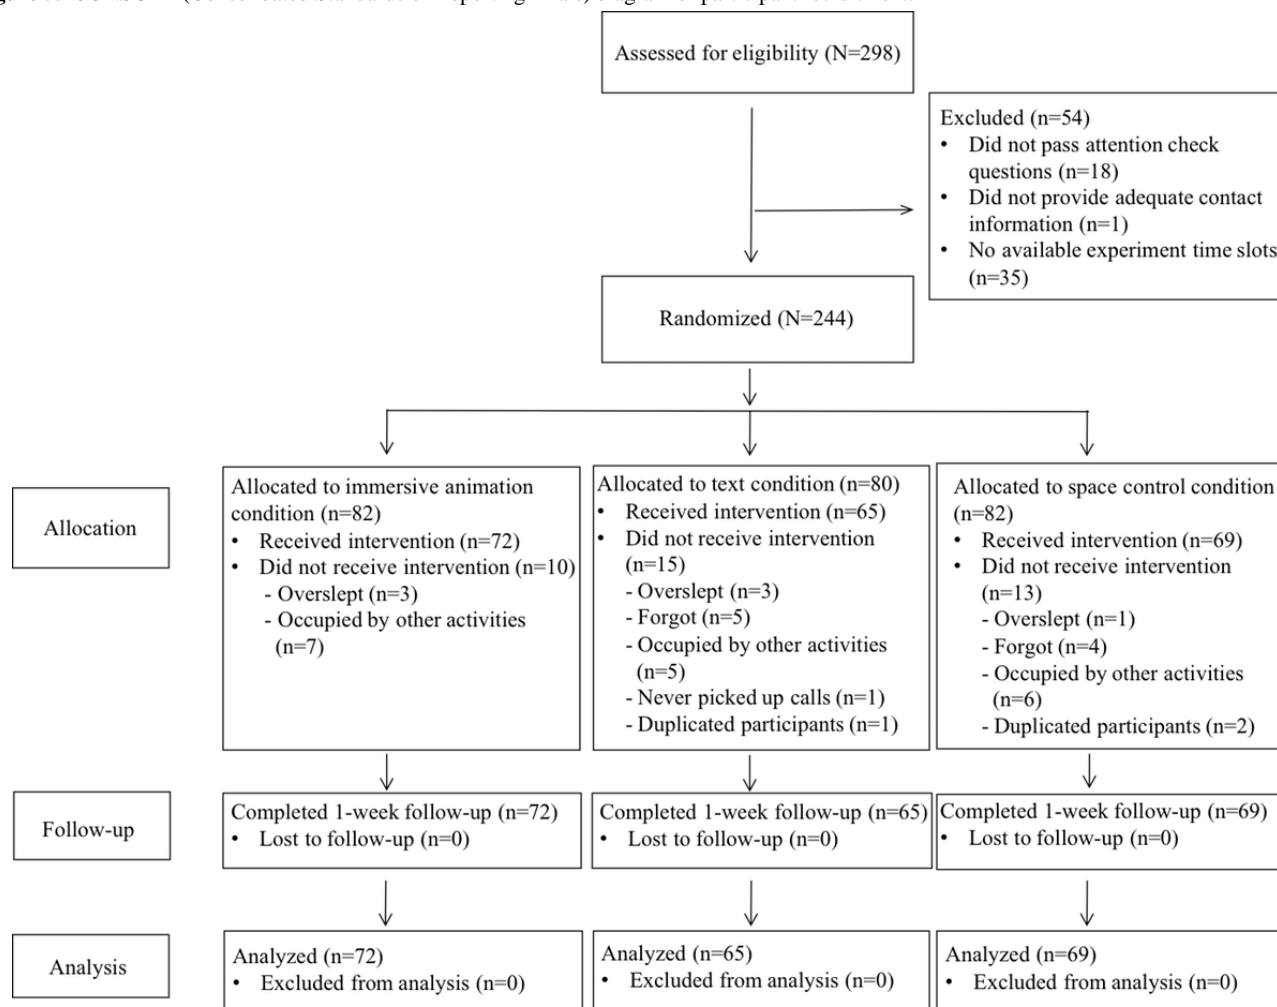 Assessed for eligibility (N=298)
Excluded (n=54)
• Did not pass attention check
questions (n=18)
• Did not provide adequate contact
information (n=1)
• No available experiment time slots
(n=35)
Randomized (N=244)
Allocation
Allocated to immersive animation
condition (n=82)
• Received intervention (n=72)
• Did not receive intervention (n=10)
- Overslept (n=3)
- Occupied by other activities
(n=7)
Allocated to text condition (n=80)
• Received intervention (n=65)
• Did not receive intervention
(n=15)
- Overslept (n=3)
- Forgot (n=5)
- Occupied by other activities
(n=5)
- Never picked up calls (n=1)
- Duplicated participants (n=1)
Allocated to space control condition
(n=82)
• Received intervention (n=69)
• Did not receive intervention
(n=13)
- Overslept (n=1)
- Forgot (n=4)
- Occupied by other activities
(n=6)
- Duplicated participants (n=2)
Follow-up
Completed 1-week follow-up (n=72)
• Lost to follow-up (n=0)
Completed 1-week follow-up (n=65)
• Lost to follow-up (n=0)
Completed 1-week follow-up (n=69)
• Lost to follow-up (n=0)
Analysis
Analyzed (n=72)
• Excluded from analysis (n=0)
Analyzed (n=65)
• Excluded from analysis (n=0)
Analyzed (n=69)
• Excluded from analysis (n=0)